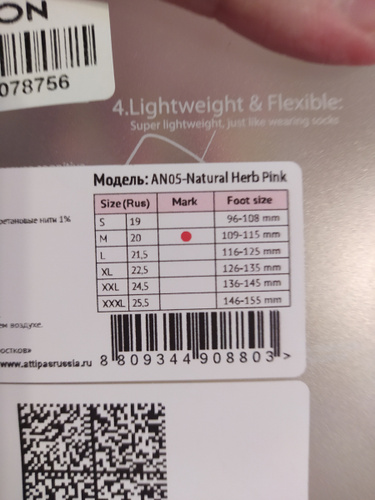 ON
078756
4.Lightweight & Flexible:
Super lightweight, just like wearing socks
Модель: AN05-Natural Herb Pink
Size (Rus) Mark Foot size
S 19 96-108 mm
M 20 109-115 mm
L 21,5 116-125 mm
XL 22,5 126-135 mm
XXL 24,5 136-145 mm
XXXL 25,5 146-155 mm
нити 1%
воздухе.
www.attipasrussia.ru
8 809344 908803 >